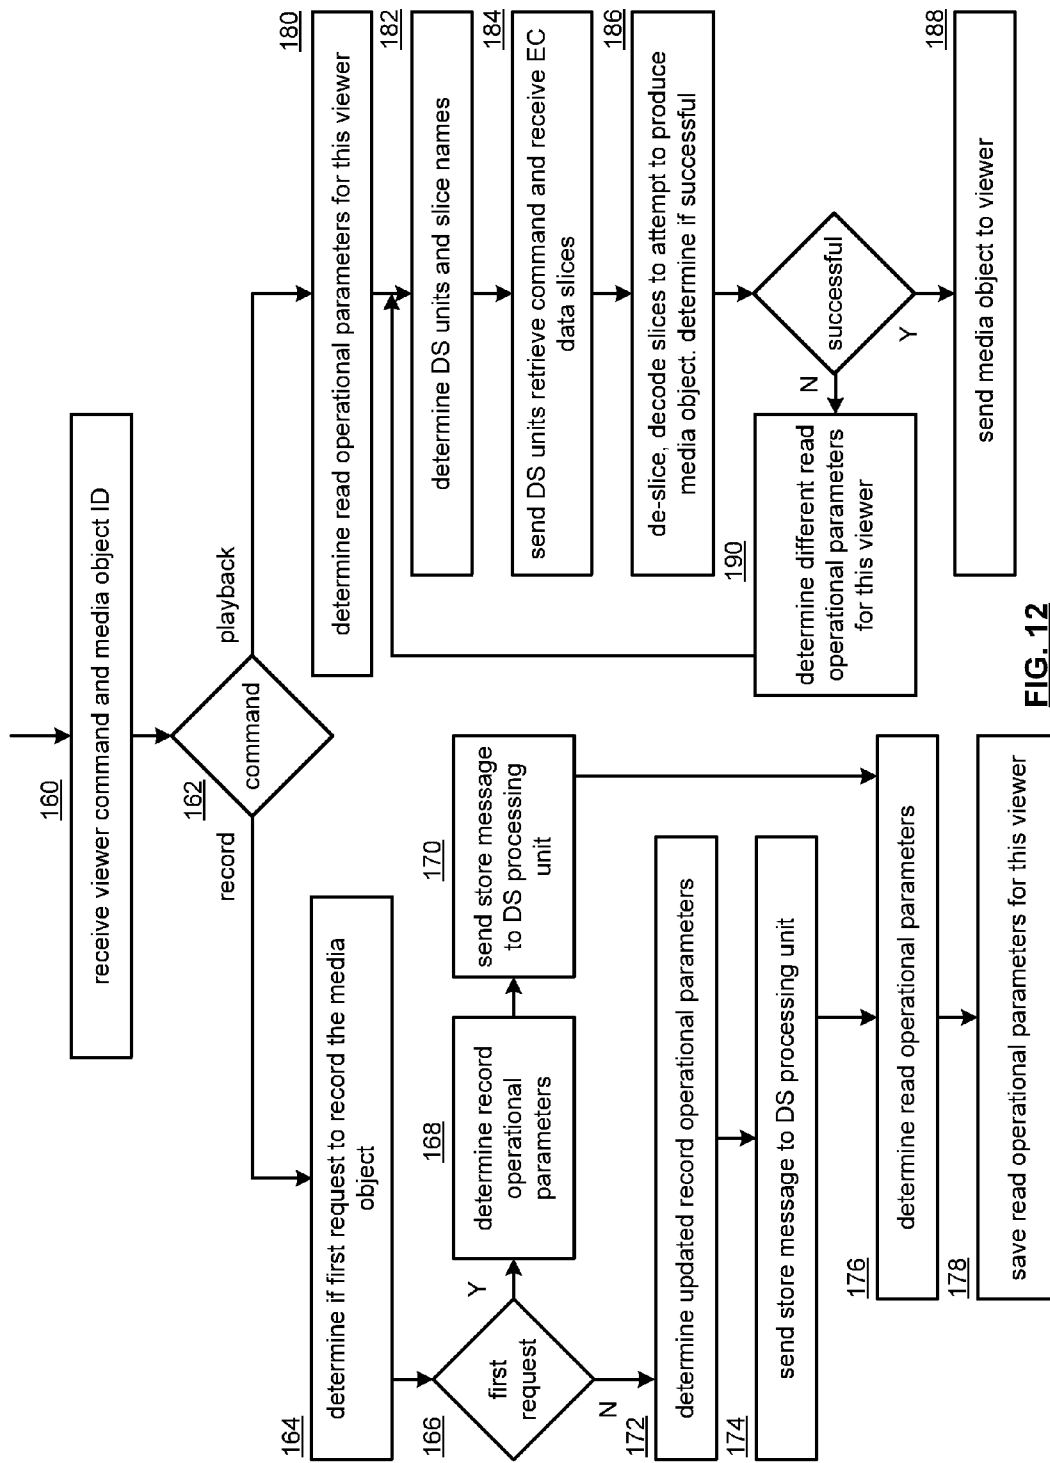 160
receive viewer command and media object ID
162
command
record
playback
164
determine if first request to record the media
object
166
first
request
Y
N
168
determine record
operational
parameters
170
send store message
to DS processing
unit
172
determine updated record operational parameters
174
send store message to DS processing unit
176
determine read operational parameters
178
save read operational parameters for this viewer
180
determine read operational parameters for this viewer
182
determine DS units and slice names
184
send DS units retrieve command and receive EC
data slices
186
de-slice, decode slices to attempt to produce
media object. determine if successful
successful
N
Y
190
determine different read
operational parameters
for this viewer
188
send media object to viewer
FIG. 12